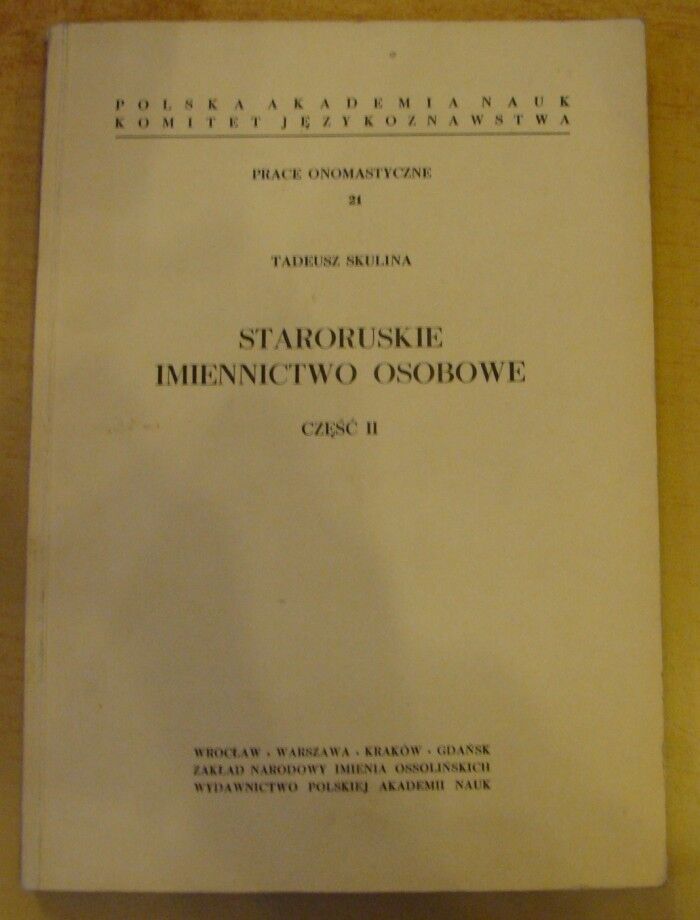 POLSKA AKADEMIA NAUK
KOMITET JĘZYKOZNAWSTWA
PRACE ONOMASTYCZNE
21
TADEUSZ SKULINA
STARORUSKIE
IMIENNICTWO OSOBOWE
CZĘŚĆ II
WROCŁAW · WARSZAWA · KRAKÓW · GDAŃSK
ZAKŁAD NARODOWY IMIENIA OSSOLIŃSKICH
WYDAWNICTWO POLSKIEJ AKADEMII NAUK